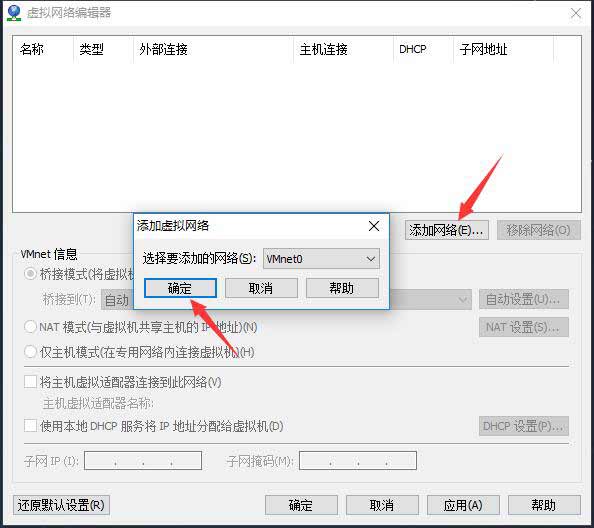 虚拟网络编辑器
名称 类型 外部连接 主机连接 DHCP 子网地址
添加网络(E)... 移除网络(O)
添加虚拟网络
选择要添加的网络(S): VMnet0
确定 取消 帮助
VMnet 信息
桥接模式(将虚拟机
桥接到(T): 自动 自动设置(U)...
NAT 模式(与虚拟机共享主机的 IP 地址)(N) NAT 设置(S)...
仅主机模式(在专用网络内连接虚拟机)(H)
将主机虚拟适配器连接到此网络(V)
主机虚拟适配器名称:
使用本地 DHCP 服务将 IP 地址分配给虚拟机(D) DHCP 设置(P)...
子网 IP (I): . . . 子网掩码(M): . . .
还原默认设置(R) 确定 取消 应用(A) 帮助